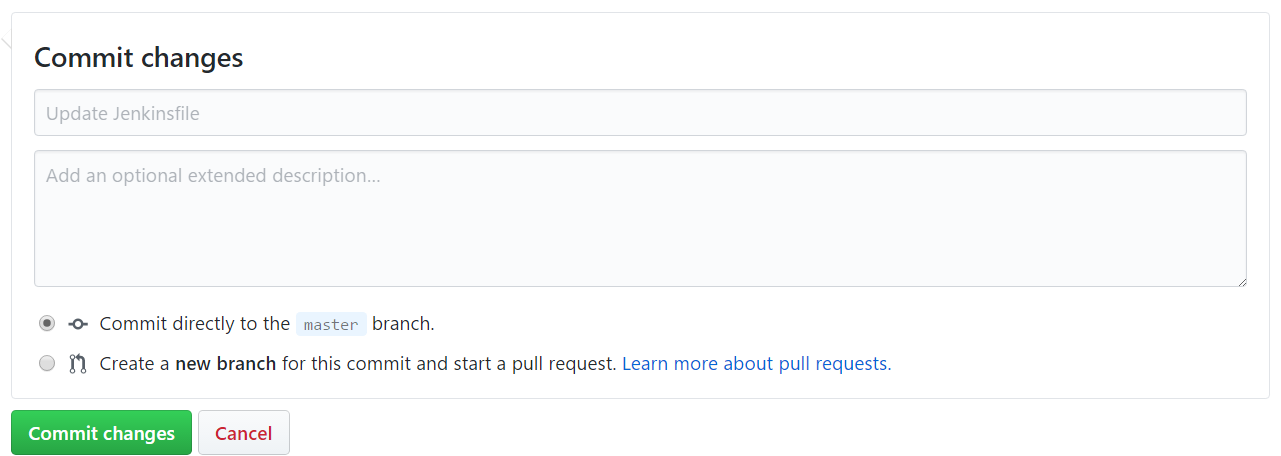 Commit changes
Update Jenkinsfile
Add an optional extended description...
Commit directly to the master branch.
Create a new branch for this commit and start a pull request. Learn more about pull requests.
Commit changes Cancel